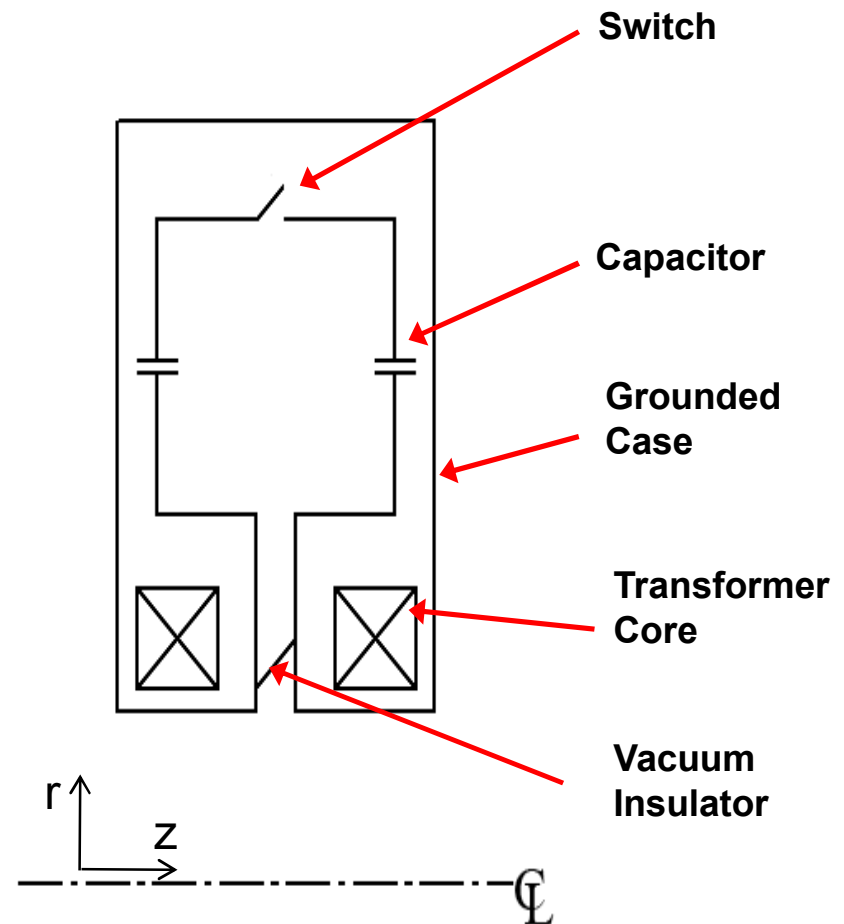 Switch
Capacitor
Grounded
Case
Transformer
Core
Vacuum
Insulator
r
z
℄